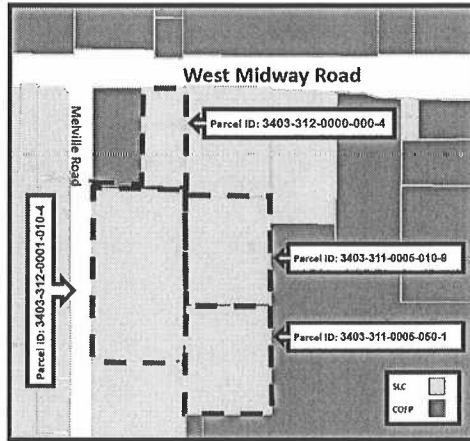 West Midway Road
Melville Road
Parcel ID: 3403-312-0000-000-4
Parcel ID: 3403-312-0001-010-4
Parcel ID: 3403-311-0005-010-9
Parcel ID: 3403-311-0005-050-1
SLC
COFP